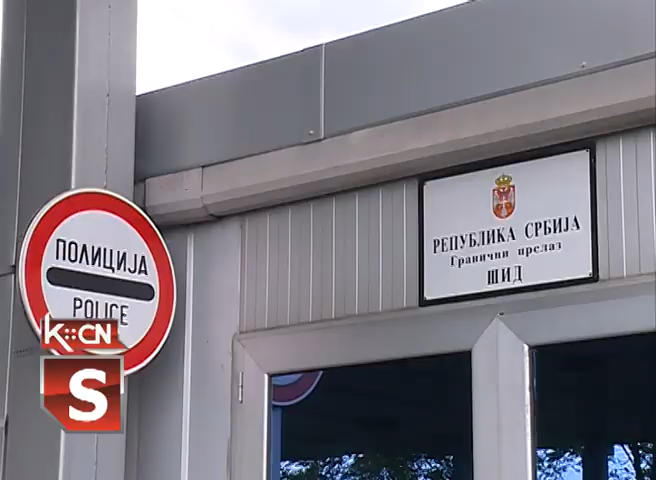 ПОЛИЦИЈА
POLICE
РЕПУБЛИКА СРБИЈА
Гранични прелаз
ШИД
K::CN
S